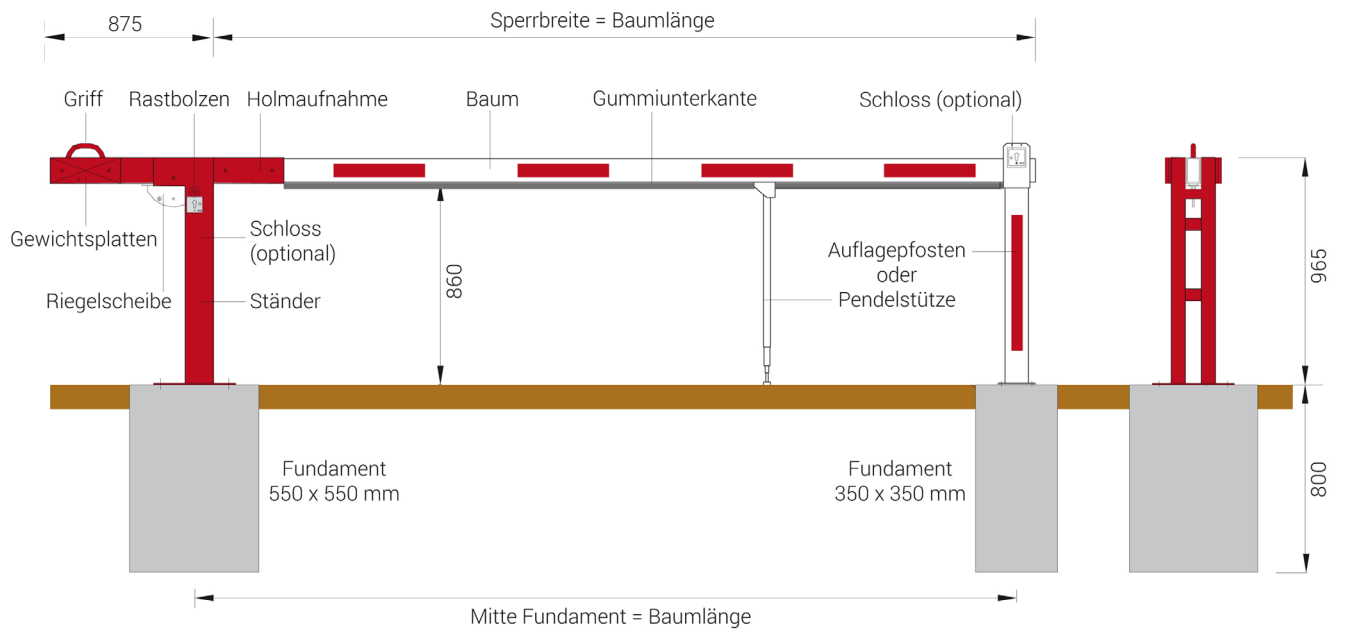 875
Sperrbreite = Baumlänge
Griff
Rastbolzen
Holmaufnahme
Baum
Gummiunterkante
Schloss (optional)
Gewichtsplatten
Schloss
(optional)
Riegelscheibe
Ständer
860
Auflagepfosten
oder
Pendelstütze
965
Fundament
550 x 550 mm
Fundament
350 x 350 mm
800
Mitte Fundament = Baumlänge